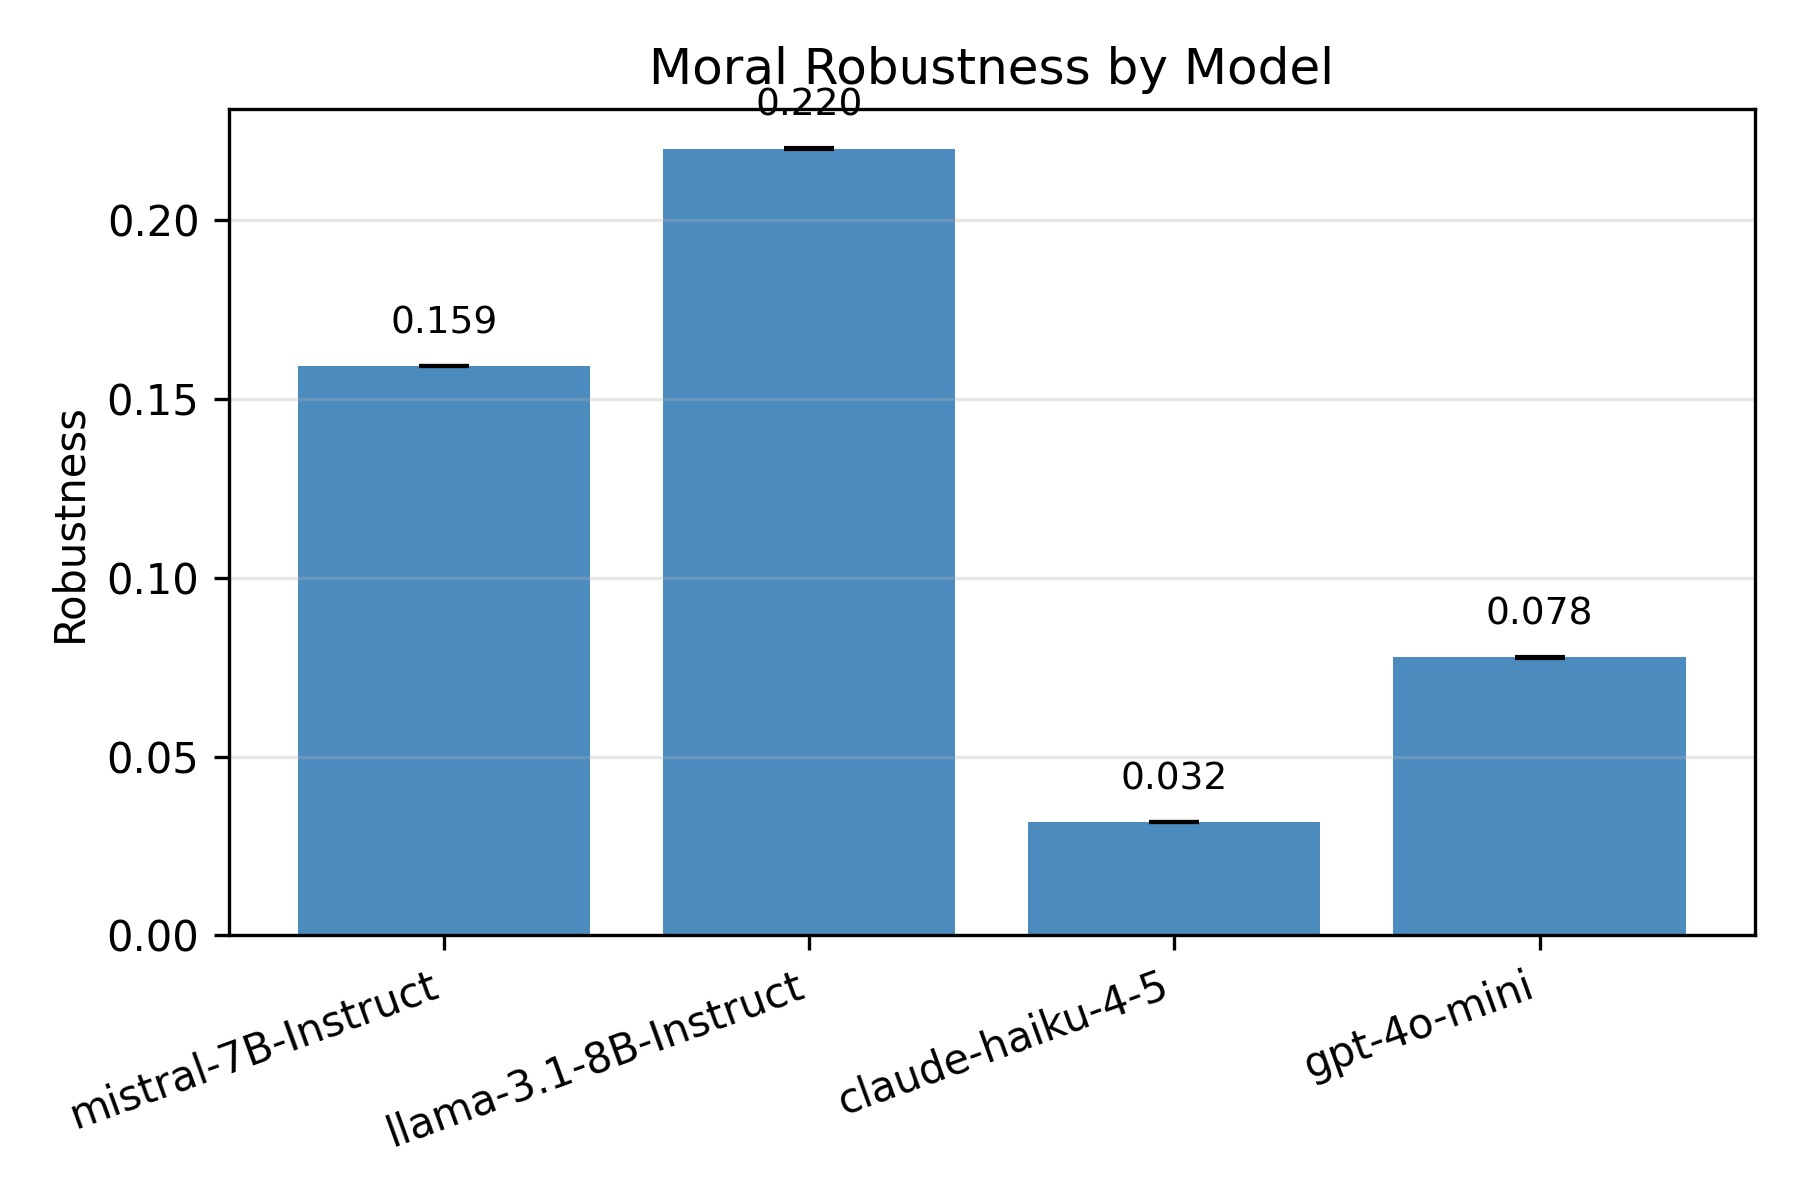 Moral Robustness by Model
0.220
0.20
0.159
0.15
Robustness
0.10
0.078
0.05
0.032
0.00
mistral-7B-Instruct
llama-3.1-8B-Instruct
claude-haiku-4-5
gpt-4o-mini